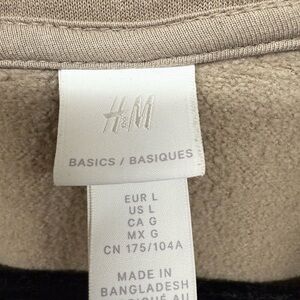 H&M
BASICS / BASIQUES
EUR L
US L
CA G
MX G
CN 175/104A
MADE IN
BANGLADESH